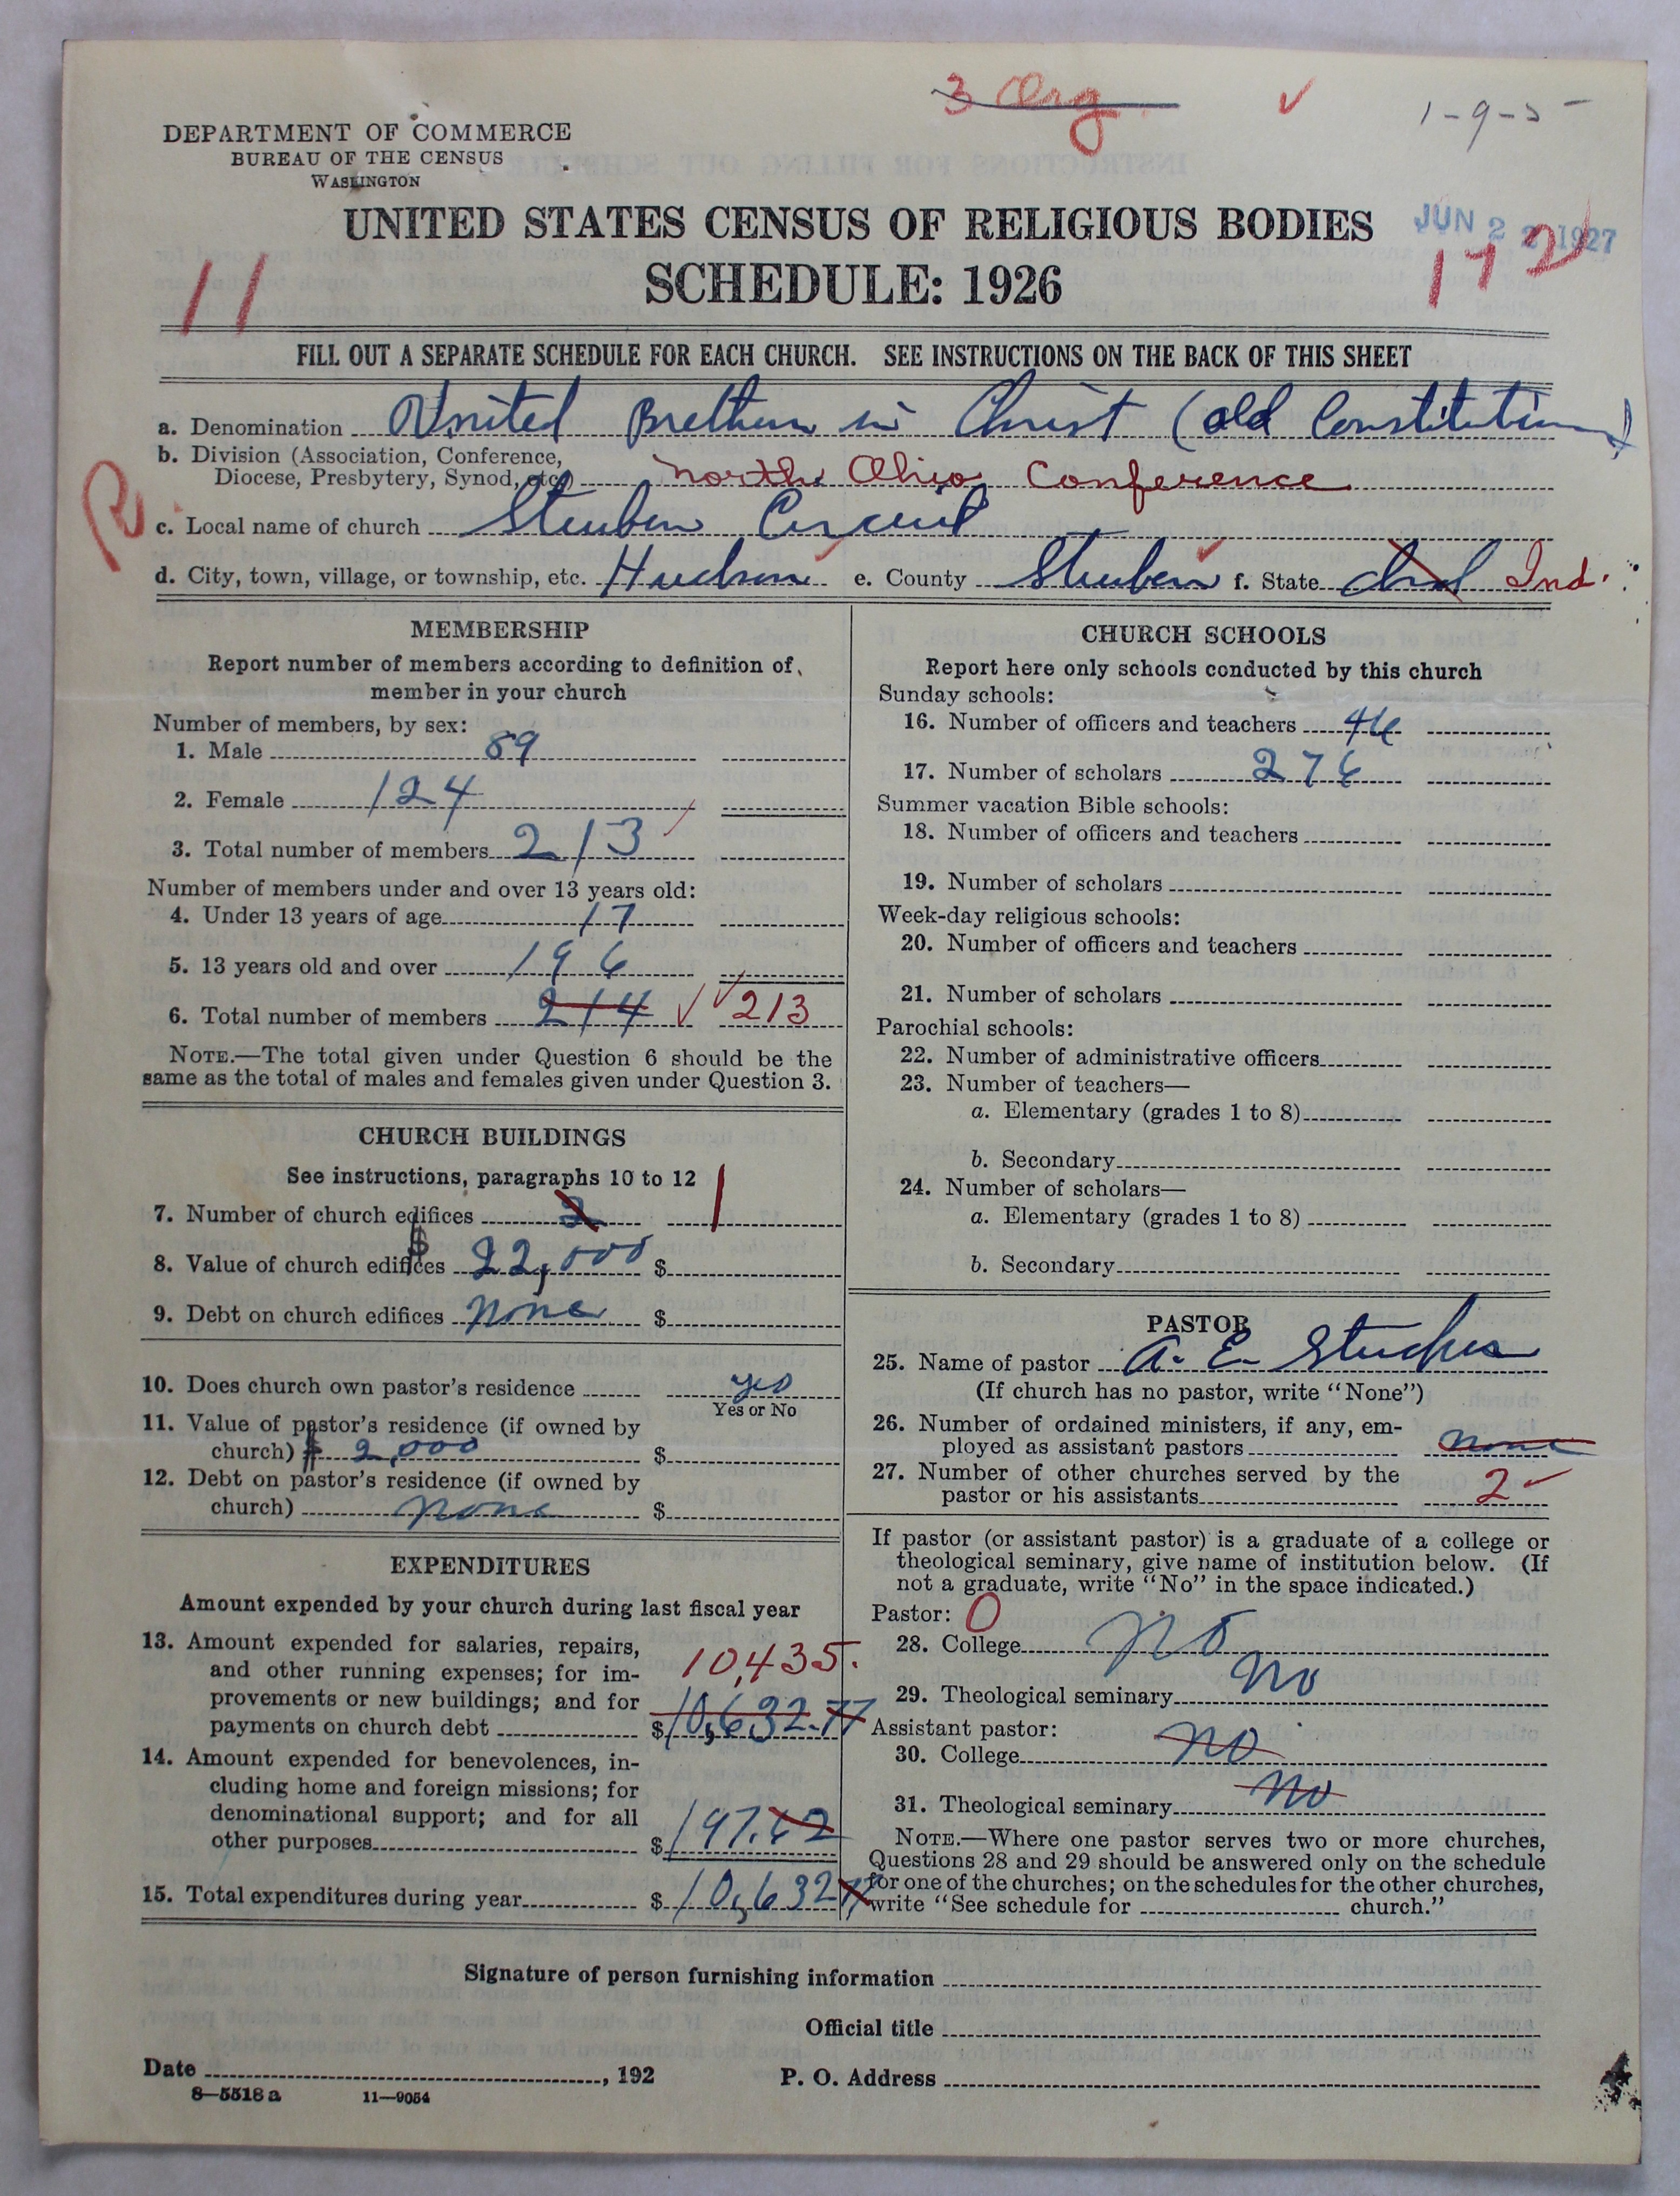 3 Org
1-9-5
DEPARTMENT OF COMMERCE
BUREAU OF THE CENSUS
WASHINGTON
UNITED STATES CENSUS OF RELIGIOUS BODIES
JUN 22 1927
11
SCHEDULE: 1926
172
FILL OUT A SEPARATE SCHEDULE FOR EACH CHURCH. SEE INSTRUCTIONS ON THE BACK OF THIS SHEET
a. Denomination United Brethren in Christ (old Constitution)
b. Division (Association, Conference,
Diocese, Presbytery, Synod, etc.) North Ohio Conference
c. Local name of church Steuben Circuit
d. City, town, village, or township, etc. Hudson e. County Steuben f. State Ind Ind.
MEMBERSHIP
Report number of members according to definition of
member in your church
Number of members, by sex:
1. Male 89
2. Female 124
3. Total number of members 213
Number of members under and over 13 years old:
4. Under 13 years of age 17
5. 13 years old and over 196
6. Total number of members 214 213
NOTE.—The total given under Question 6 should be the
same as the total of males and females given under Question 3.
CHURCH BUILDINGS
See instructions, paragraphs 10 to 12
7. Number of church edifices 2 1
8. Value of church edifices $22,000 $
9. Debt on church edifices none $
10. Does church own pastor's residence yes
Yes or No
11. Value of pastor's residence (if owned by
church) $ 2,000 $
12. Debt on pastor's residence (if owned by
church) none $
EXPENDITURES
Amount expended by your church during last fiscal year
13. Amount expended for salaries, repairs,
and other running expenses; for im-
provements or new buildings; and for
payments on church debt
10,435.
$10,632.77
14. Amount expended for benevolences, in-
cluding home and foreign missions; for
denominational support; and for all
other purposes $197.62
15. Total expenditures during year $10,632 77
CHURCH SCHOOLS
Report here only schools conducted by this church
Sunday schools:
16. Number of officers and teachers 46
17. Number of scholars 276
Summer vacation Bible schools:
18. Number of officers and teachers
19. Number of scholars
Week-day religious schools:
20. Number of officers and teachers
21. Number of scholars
Parochial schools:
22. Number of administrative officers
23. Number of teachers—
a. Elementary (grades 1 to 8)
b. Secondary
24. Number of scholars—
a. Elementary (grades 1 to 8)
b. Secondary
PASTOR
25. Name of pastor A. E.
(If church has no pastor, write "None")
26. Number of ordained ministers, if any, em-
ployed as assistant pastors none
27. Number of other churches served by the
pastor or his assistants 2
If pastor (or assistant pastor) is a graduate of a college or
theological seminary, give name of institution below. (If
not a graduate, write "No" in the space indicated.)
Pastor: 0
28. College no
29. Theological seminary no
Assistant pastor:
30. College no
31. Theological seminary no
NOTE.—Where one pastor serves two or more churches,
Questions 28 and 29 should be answered only on the schedule
for one of the churches; on the schedules for the other churches,
write "See schedule for church."
Signature of person furnishing information
Official title
Date , 192 P. O. Address
8—5518 a 11—9054